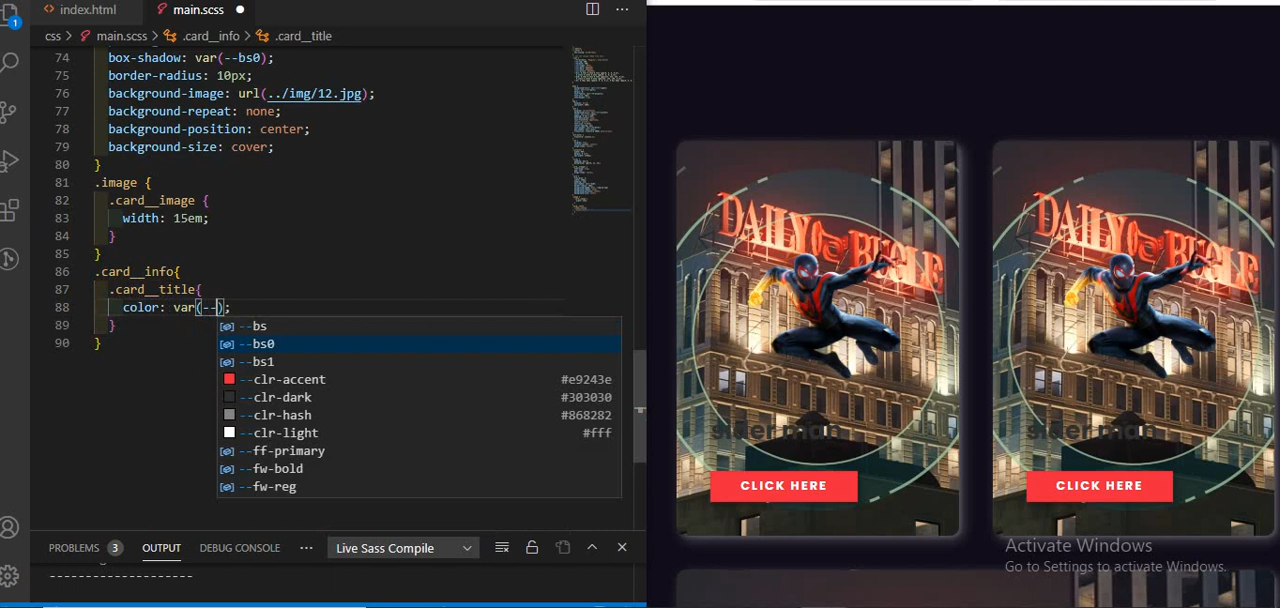 index.html
main.scss
css > main.scss > .card__info > .card__title
74 box-shadow: var(--bs0);
75 border-radius: 10px;
76 background-image: url(../img/12.jpg);
77 background-repeat: none;
78 background-position: center;
79 background-size: cover;
80 }
81 .image {
82 .card__image {
83 width: 15em;
84 }
85 }
86 .card__info{
87 .card__title{
88 color: var(--);
89 }
90 }
--bs
--bs0
--bs1
--clr-accent #e9243e
--clr-dark #303030
--clr-hash #868282
--clr-light #fff
--ff-primary
--fw-bold
--fw-reg
PROBLEMS 3 OUTPUT DEBUG CONSOLE ... Live Sass Compile
--------------------
1
DAILY BUGLE
DAILY BUGLE
CLICK HERE
CLICK HERE
Activate Windows
Go to Settings to activate Windows.